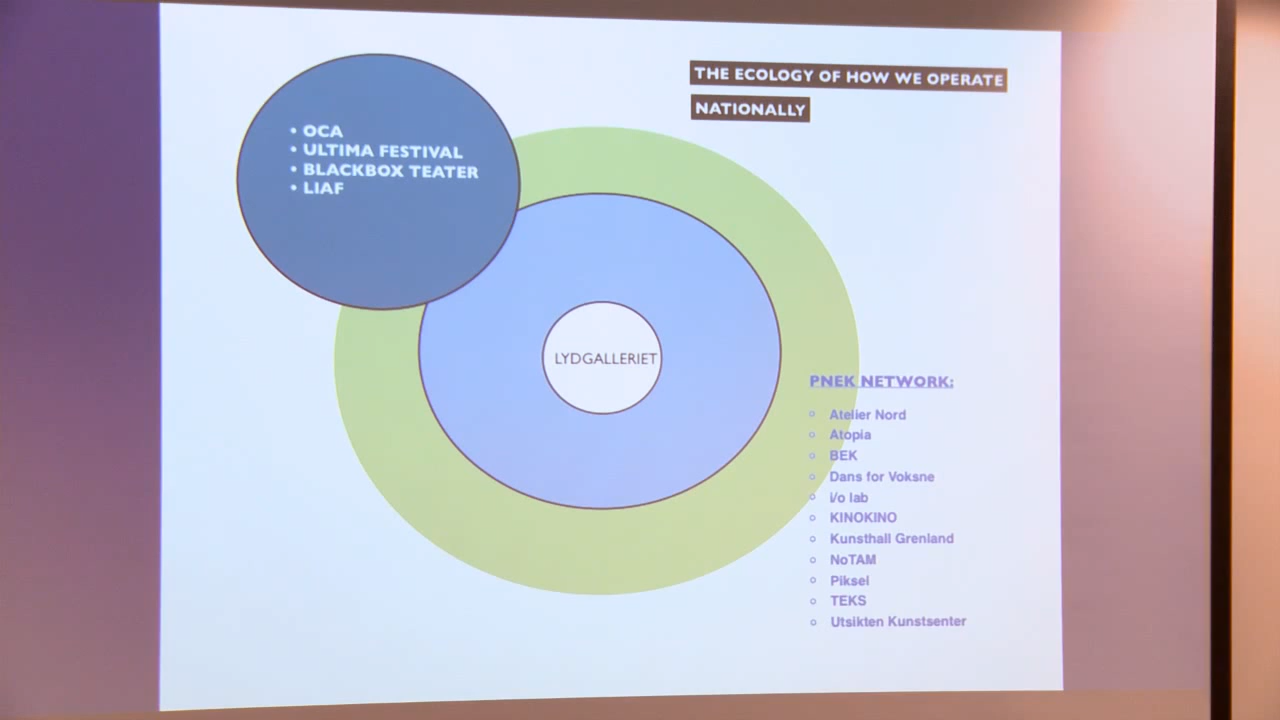 THE ECOLOGY OF HOW WE OPERATE
NATIONALLY
• OCA
• ULTIMA FESTIVAL
• BLACKBOX TEATER
• LIAF
LYDGALLERIET
PNEK NETWORK:
○ Atelier Nord
○ Atopia
○ BEK
○ Dans for Voksne
○ i/o lab
○ KINOKINO
○ Kunsthall Grenland
○ NoTAM
○ Piksel
○ TEKS
○ Utsikten Kunstsenter